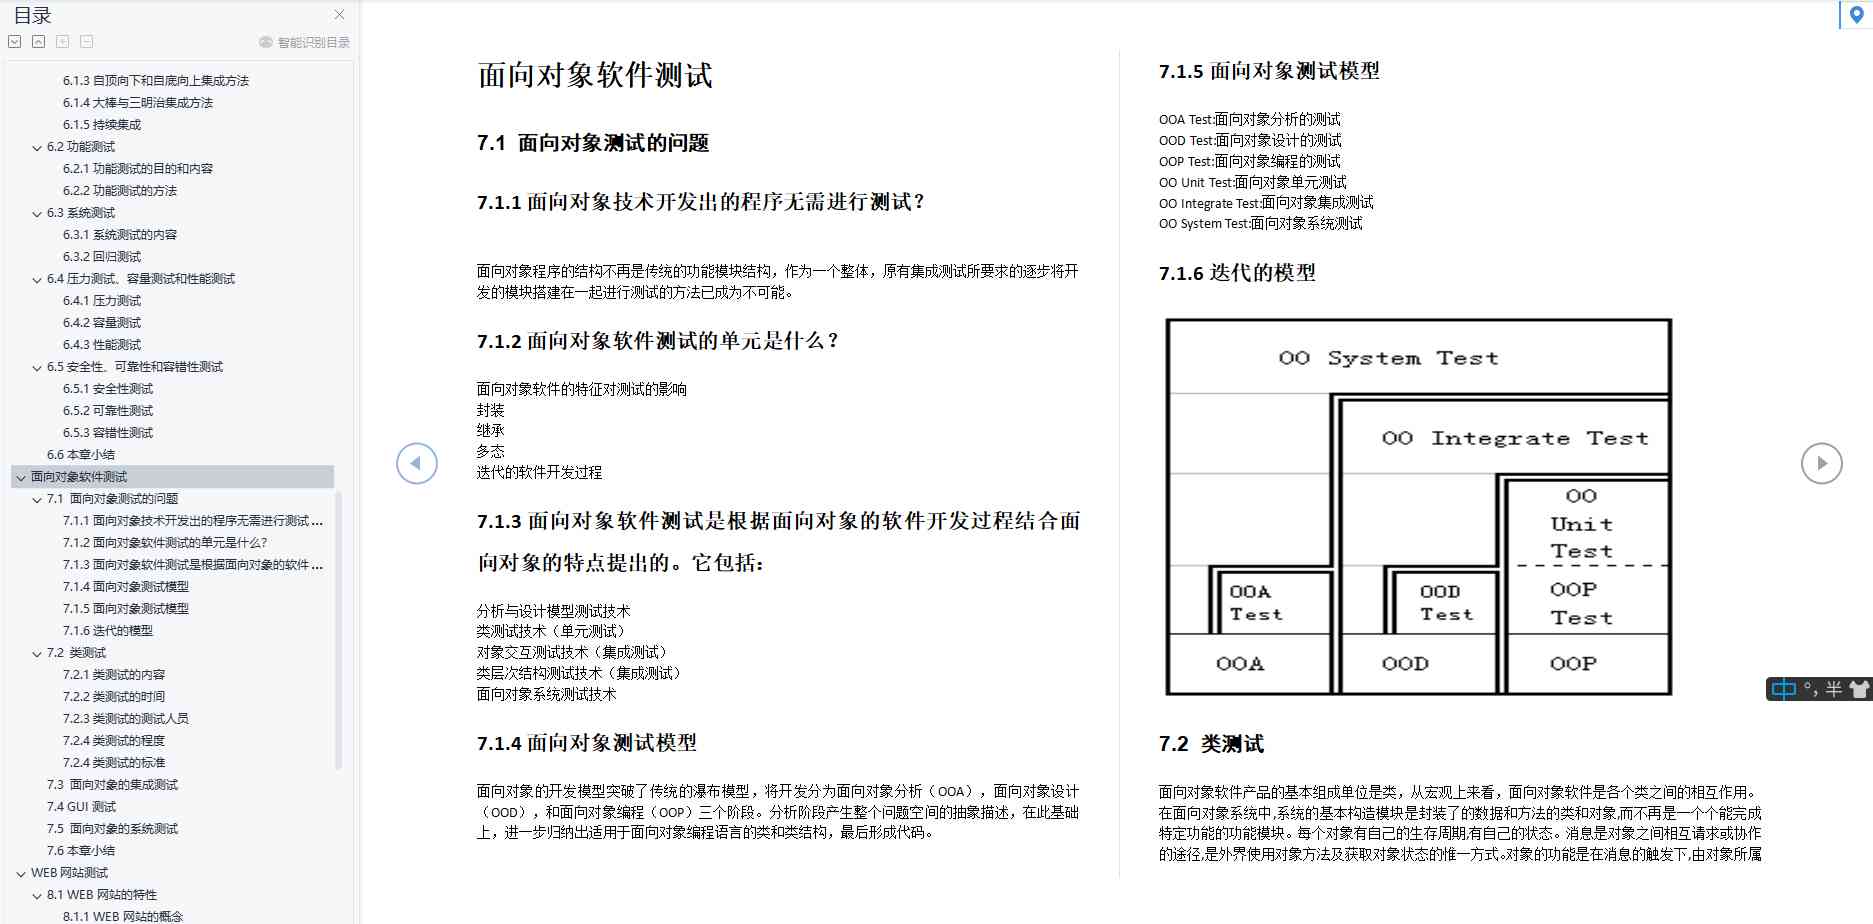 目录
智能识别目录
6.1.3 自顶向下和自底向上集成方法
6.1.4 大棒与三明治集成方法
6.1.5 持续集成
6.2 功能测试
6.2.1 功能测试的目的和内容
6.2.2 功能测试的方法
6.3 系统测试
6.3.1 系统测试的内容
6.3.2 回归测试
6.4 压力测试、容量测试和性能测试
6.4.1 压力测试
6.4.2 容量测试
6.4.3 性能测试
6.5 安全性、可靠性和容错性测试
6.5.1 安全性测试
6.5.2 可靠性测试
6.5.3 容错性测试
6.6 本章小结
面向对象软件测试
7.1 面向对象测试的问题
7.1.1 面向对象技术开发出的程序无需进行测试 ...
7.1.2 面向对象软件测试的单元是什么?
7.1.3 面向对象软件测试是根据面向对象的软件 ...
7.1.4 面向对象测试模型
7.1.5 面向对象测试模型
7.1.6 迭代的模型
7.2 类测试
7.2.1 类测试的内容
7.2.2 类测试的时间
7.2.3 类测试的测试人员
7.2.4 类测试的程度
7.2.4 类测试的标准
7.3 面向对象的集成测试
7.4 GUI 测试
7.5 面向对象的系统测试
7.6 本章小结
WEB 网站测试
8.1 WEB 网站的特性
8.1.1 WEB 网站的概念
面向对象软件测试
7.1 面向对象测试的问题
7.1.1 面向对象技术开发出的程序无需进行测试？
面向对象程序的结构不再是传统的功能模块结构，作为一个整体，原有集成测试所要求的逐步将开
发的模块搭建在一起进行测试的方法已成为不可能。
7.1.2 面向对象软件测试的单元是什么？
面向对象软件的特征对测试的影响
封装
继承
多态
迭代的软件开发过程
7.1.3 面向对象软件测试是根据面向对象的软件开发过程结合面
向对象的特点提出的。它包括：
分析与设计模型测试技术
类测试技术（单元测试）
对象交互测试技术（集成测试）
类层次结构测试技术（集成测试）
面向对象系统测试技术
7.1.4 面向对象测试模型
面向对象的开发模型突破了传统的瀑布模型，将开发分为面向对象分析（OOA），面向对象设计
（OOD），和面向对象编程（OOP）三个阶段。分析阶段产生整个问题空间的抽象描述，在此基础
上，进一步归纳出适用于面向对象编程语言的类和类结构，最后形成代码。
7.1.5 面向对象测试模型
OOA Test:面向对象分析的测试
OOD Test:面向对象设计的测试
OOP Test:面向对象编程的测试
OO Unit Test:面向对象单元测试
OO Integrate Test:面向对象集成测试
OO System Test:面向对象系统测试
7.1.6 迭代的模型
OO System Test
OO Integrate Test
OO
Unit
Test
OOA
Test
OOD
Test
OOP
Test
OOA
OOD
OOP
中 °, 半
7.2 类测试
面向对象软件产品的基本组成单位是类，从宏观上来看，面向对象软件是各个类之间的相互作用。
在面向对象系统中,系统的基本构造模块是封装了的数据和方法的类和对象,而不再是一个个能完成
特定功能的功能模块。每个对象有自己的生存周期,有自己的状态。消息是对象之间相互请求或协作
的途径,是外界使用对象方法及获取对象状态的惟一方式。对象的功能是在消息的触发下,由对象所属